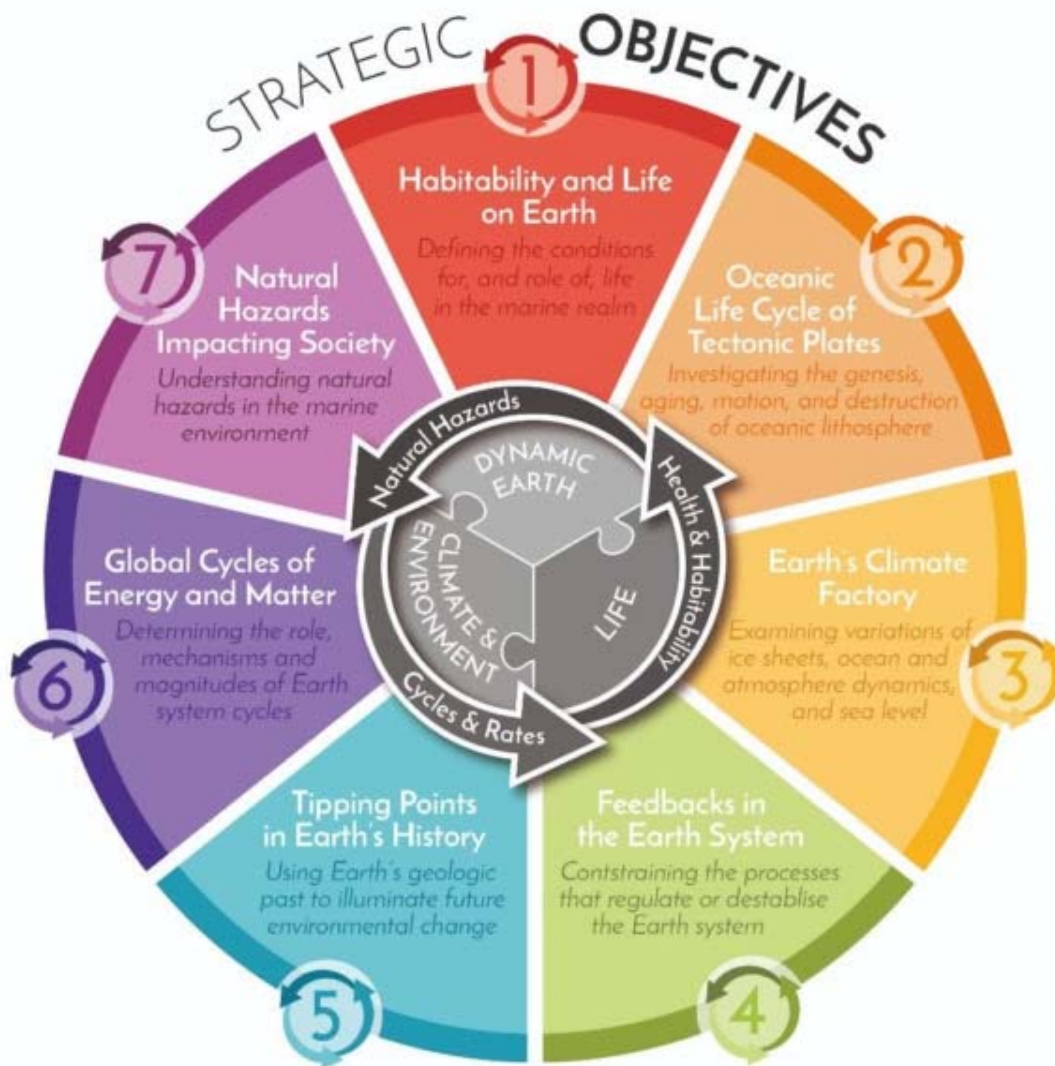 STRATEGIC OBJECTIVES
1
Habitability and Life
on Earth
Defining the conditions
for, and role of, life
in the marine realm
2
Oceanic
Life Cycle of
Tectonic Plates
Investigating the genesis,
aging, motion, and destruction
of oceanic lithosphere
3
Earth's Climate
Factory
Examining variations of
ice sheets, ocean and
atmosphere dynamics,
and sea level
4
Feedbacks in
the Earth System
Contstraining the processes
that regulate or destablise
the Earth system
5
Tipping Points
in Earth's History
Using Earth's geologic
past to illuminate future
environmental change
6
Global Cycles of
Energy and Matter
Determining the role,
mechanisms and
magnitudes of Earth
system cycles
7
Natural
Hazards
Impacting Society
Understanding natural
hazards in the marine
environment
Natural Hazards
Health & Habitability
Cycles & Rates
DYNAMIC
EARTH
LIFE
CLIMATE &
ENVIRONMENT